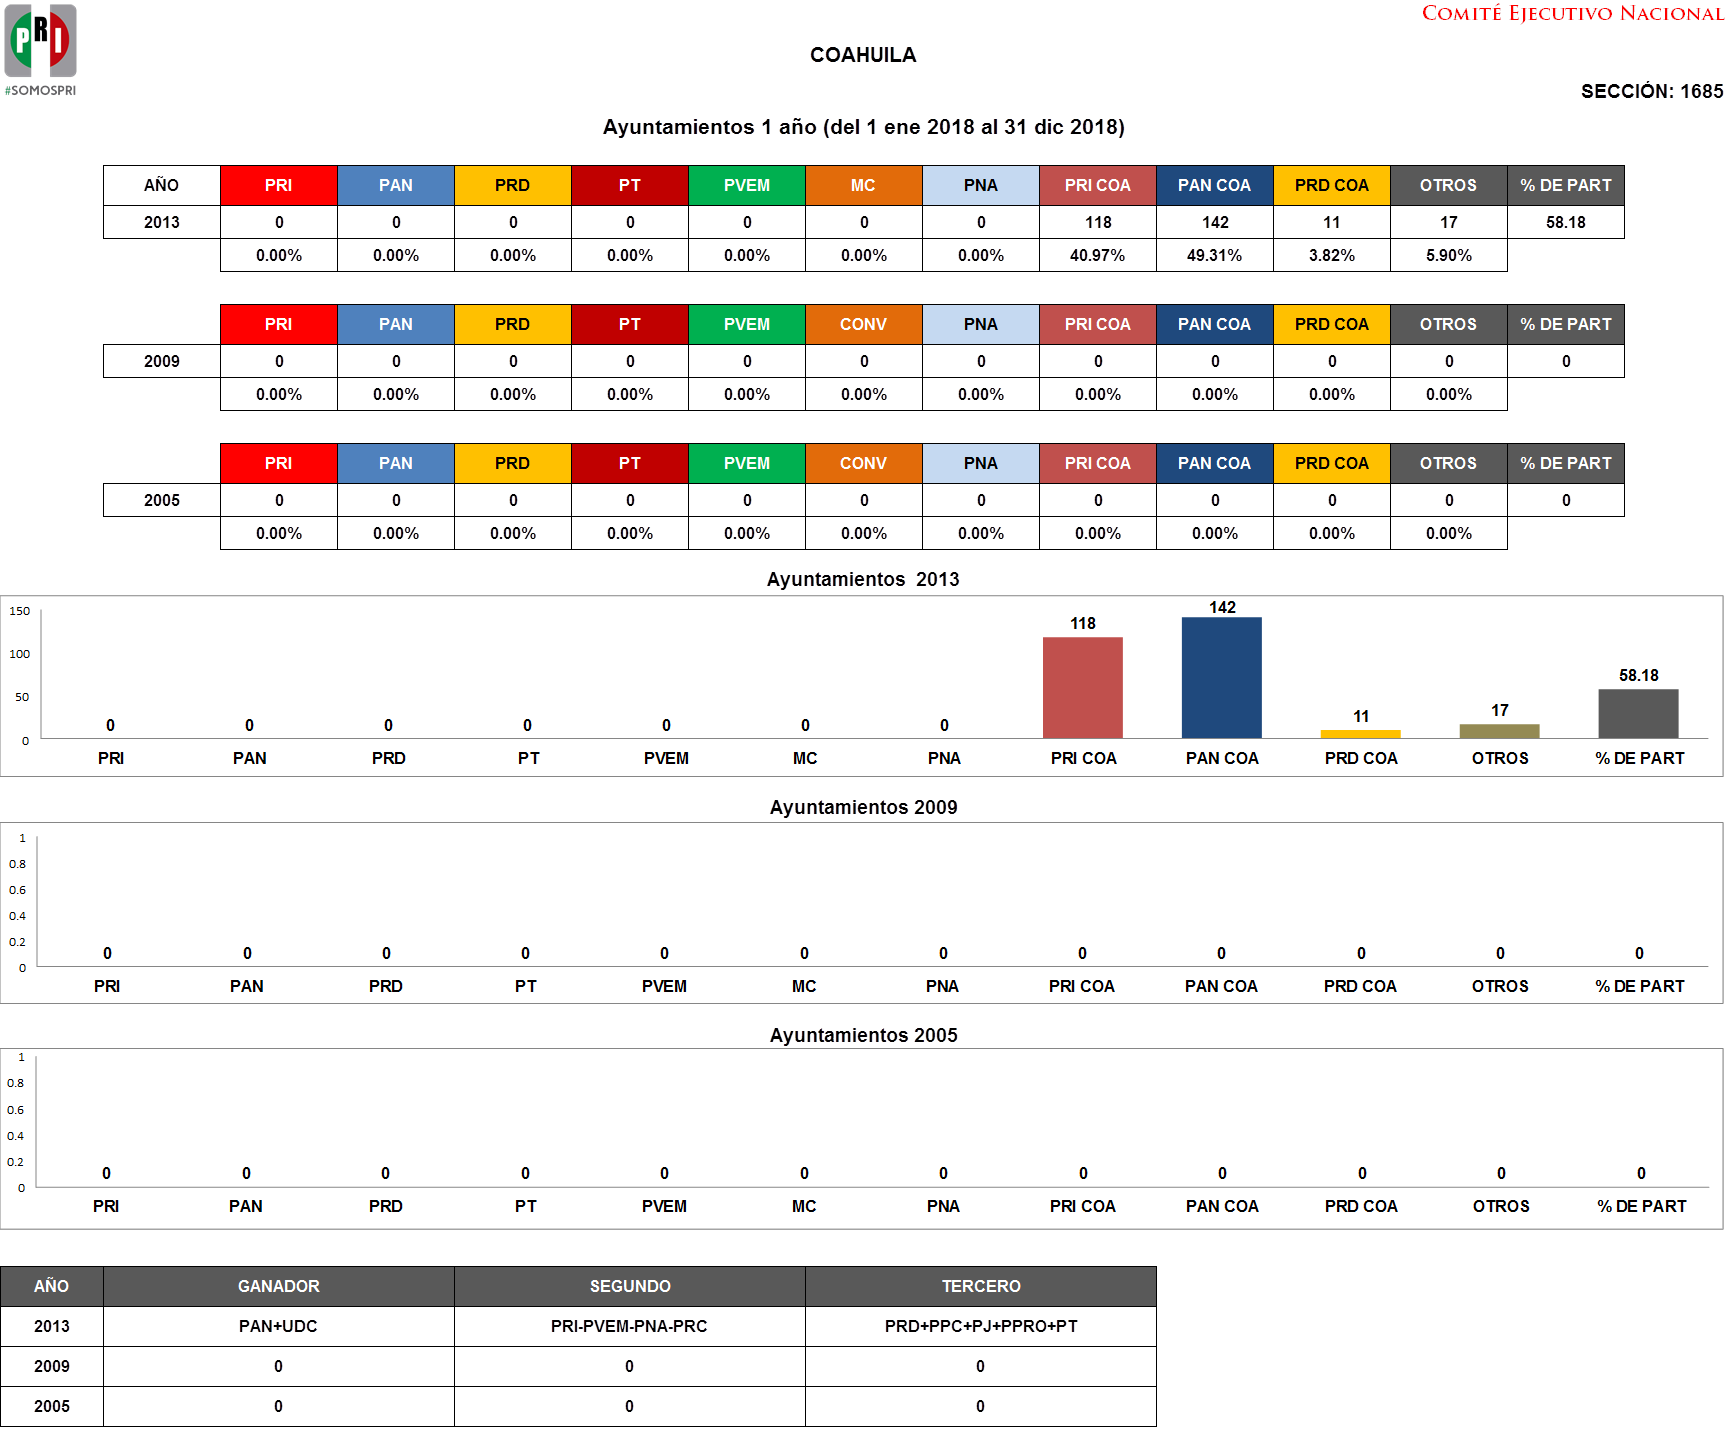 PRI
#SOMOSPRI
COMITÉ EJECUTIVO NACIONAL
COAHUILA
SECCIÓN: 1685
Ayuntamientos 1 año (del 1 ene 2018 al 31 dic 2018)
AÑO PRI PAN PRD PT PVEM MC PNA PRI COA PAN COA PRD COA OTROS % DE PART
2013 0 0 0 0 0 0 0 118 142 11 17 58.18
0.00% 0.00% 0.00% 0.00% 0.00% 0.00% 0.00% 40.97% 49.31% 3.82% 5.90%
PRI PAN PRD PT PVEM CONV PNA PRI COA PAN COA PRD COA OTROS % DE PART
2009 0 0 0 0 0 0 0 0 0 0 0 0
0.00% 0.00% 0.00% 0.00% 0.00% 0.00% 0.00% 0.00% 0.00% 0.00% 0.00%
PRI PAN PRD PT PVEM CONV PNA PRI COA PAN COA PRD COA OTROS % DE PART
2005 0 0 0 0 0 0 0 0 0 0 0 0
0.00% 0.00% 0.00% 0.00% 0.00% 0.00% 0.00% 0.00% 0.00% 0.00% 0.00%
Ayuntamientos 2013
150
100
50
0
0 0 0 0 0 0 0 118 142 11 17 58.18
PRI PAN PRD PT PVEM MC PNA PRI COA PAN COA PRD COA OTROS % DE PART
Ayuntamientos 2009
1
0.8
0.6
0.4
0.2
0
0 0 0 0 0 0 0 0 0 0 0 0
PRI PAN PRD PT PVEM MC PNA PRI COA PAN COA PRD COA OTROS % DE PART
Ayuntamientos 2005
1
0.8
0.6
0.4
0.2
0
0 0 0 0 0 0 0 0 0 0 0 0
PRI PAN PRD PT PVEM MC PNA PRI COA PAN COA PRD COA OTROS % DE PART
AÑO GANADOR SEGUNDO TERCERO
2013 PAN+UDC PRI-PVEM-PNA-PRC PRD+PPC+PJ+PPRO+PT
2009 0 0 0
2005 0 0 0